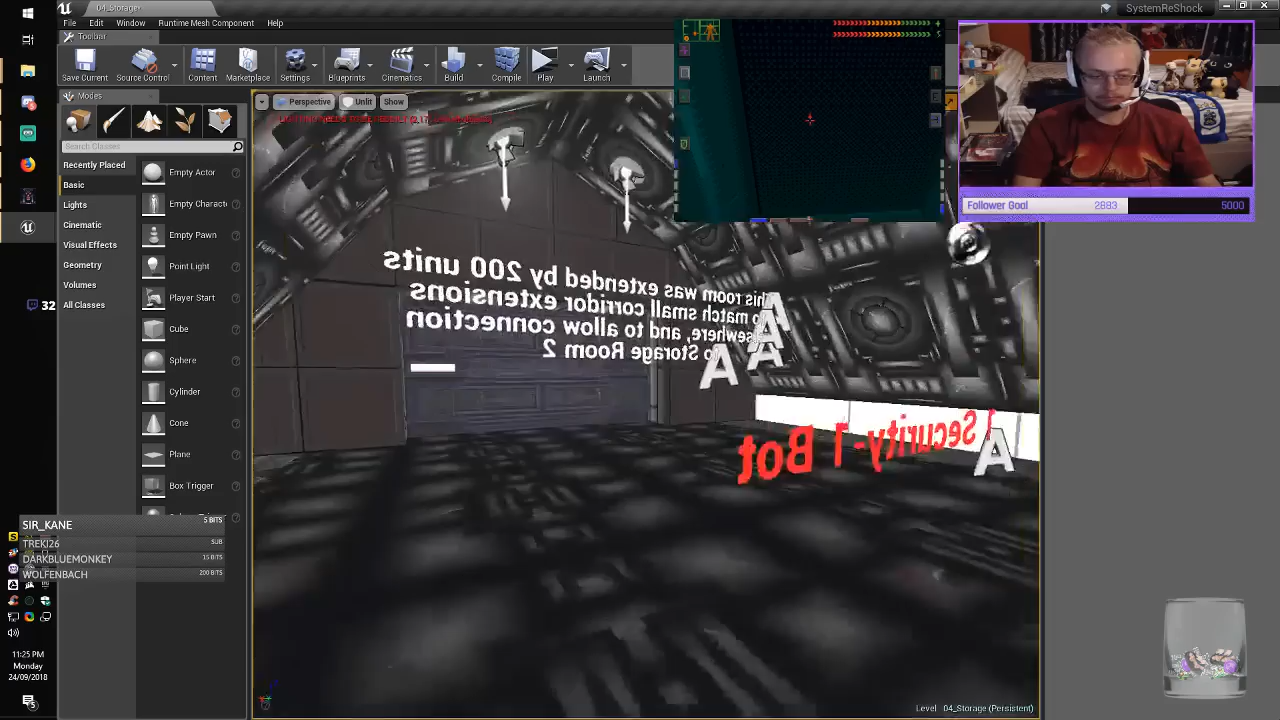 04_Storage*
SystemReShock
File Edit Window Runtime Mesh Component Help
Toolbar
Save Current Source Control Content Marketplace Settings Blueprints Cinematics Build Compile Play Launch
Modes
Perspective Unlit Show
Search Classes
Recently Placed
Basic
Lights
Cinematic
Visual Effects
Geometry
Volumes
All Classes
Empty Actor
Empty Charact
Empty Pawn
Point Light
Player Start
Cube
Sphere
Cylinder
Cone
Plane
Box Trigger
Follower Goal 2883 5000
This room was extended by 200 units
to match small corridor extensions
elsewhere, and to allow connection
to Storage Room 2
A
A
A
A
1 Security-1 Bot
A
32
SIR_KANE 5 BITS
TREKI26 SUB
DARKBLUEMONKEY 15 BITS
WOLFENBACH 200 BITS
11:25 PM
Monday
24/09/2018
Level 04_Storage (Persistent)